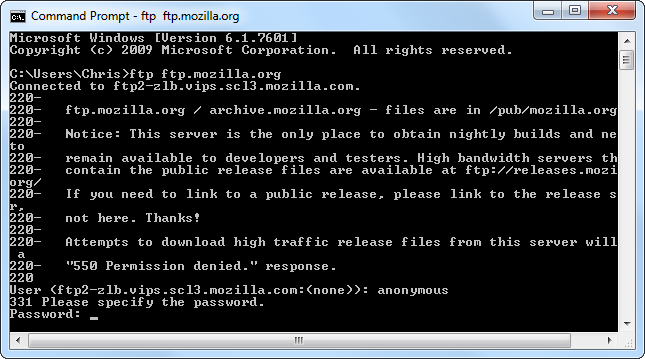 Command Prompt - ftp ftp.mozilla.org
Microsoft Windows [Version 6.1.7601]
Copyright (c) 2009 Microsoft Corporation. All rights reserved.
C:\Users\Chris>ftp ftp.mozilla.org
Connected to ftp2-zlb.vips.scl3.mozilla.com.
220-
220- ftp.mozilla.org / archive.mozilla.org - files are in /pub/mozilla.org
220-
220- Notice: This server is the only place to obtain nightly builds and ne
to
220- remain available to developers and testers. High bandwidth servers th
220- contain the public release files are available at ftp://releases.mozi
org/
220- If you need to link to a public release, please link to the release s
r,
220- not here. Thanks!
220-
220- Attempts to download high traffic release files from this server will
a
220- "550 Permission denied." response.
220
User (ftp2-zlb.vips.scl3.mozilla.com:(none)): anonymous
331 Please specify the password.
Password: _